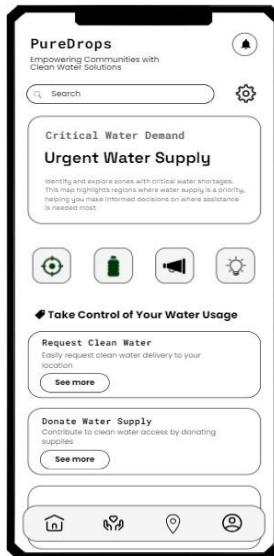 PureDrops
Empowering Communities with
Clean Water Solutions
Search
Critical Water Demand
Urgent Water Supply
Identify and explore zones with critical water shortages.
This map highlights regions where water supply is a priority,
helping you make informed decisions on where assistance
is needed most
Take Control of Your Water Usage
Request Clean Water
Easily request clean water delivery to your
location
See more
Donate Water Supply
Contribute to clean water access by donating
supplies
See more